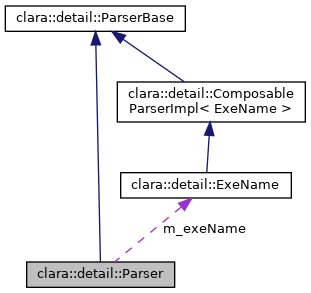 clara::detail::ParserBase
clara::detail::Composable
ParserImpl< ExeName >
clara::detail::ExeName
m_exeName
clara::detail::Parser